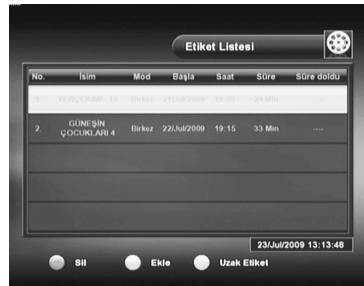 Etiket Listesi
No. İsim Mod Başla Saat Süre Süre doldu
2 GÜNEŞİN ÇOCUKLARI 4 Birkez 22/Jul/2009 19:15 33 Min ----
23/Jul/2009 13:13:48
Sil Ekle Uzak Etiket